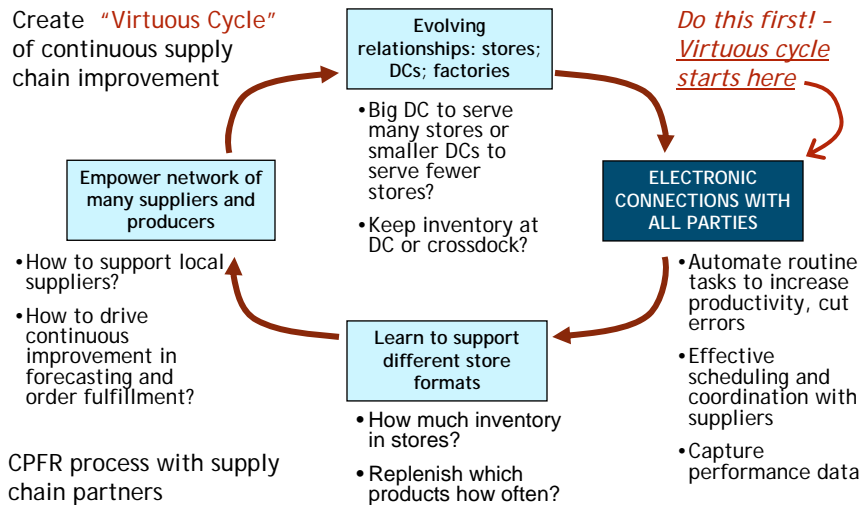 Create “Virtuous Cycle”
of continuous supply
chain improvement
Evolving
relationships: stores;
DCs; factories
Do this first! –
Virtuous cycle
starts here
•Big DC to serve
many stores or
smaller DCs to
serve fewer
stores?
•Keep inventory at
DC or crossdock?
ELECTRONIC
CONNECTIONS WITH
ALL PARTIES
•Automate routine
tasks to increase
productivity, cut
errors
•Effective
scheduling and
coordination with
suppliers
•Capture
performance data
Learn to support
different store
formats
•How much inventory
in stores?
•Replenish which
products how often?
Empower network of
many suppliers and
producers
•How to support local
suppliers?
•How to drive
continuous
improvement in
forecasting and
order fulfillment?
CPFR process with supply
chain partners